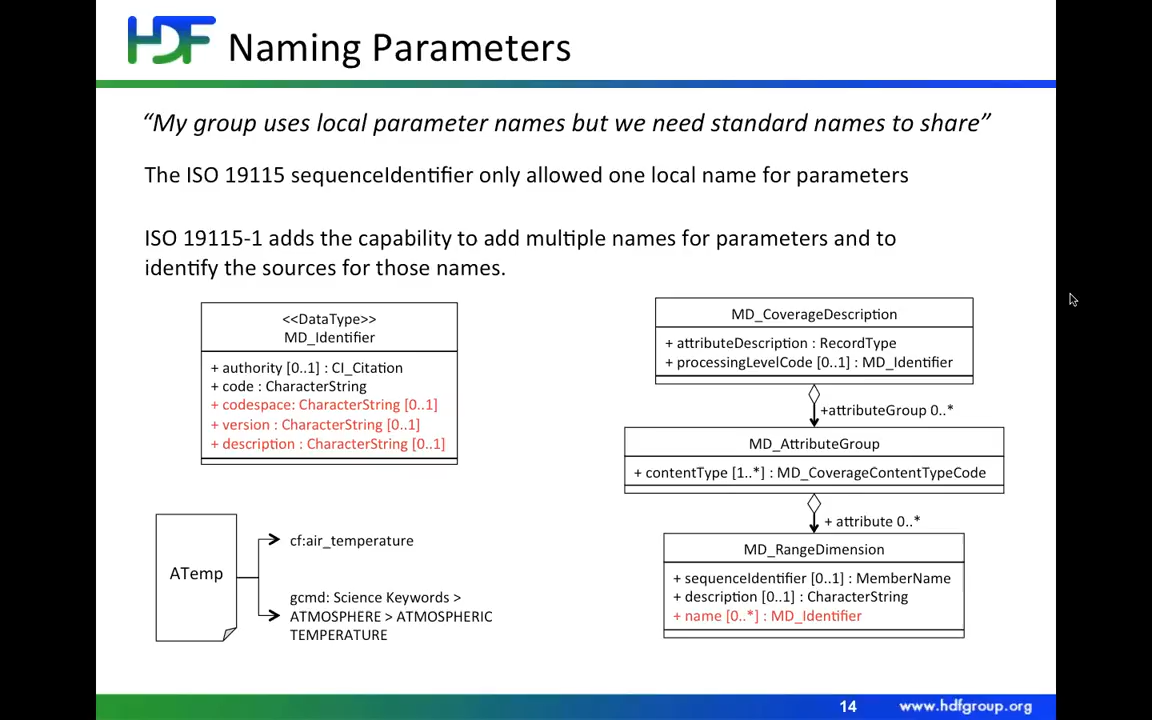 HDF
Naming Parameters
“My group uses local parameter names but we need standard names to share”
The ISO 19115 sequenceIdentifier only allowed one local name for parameters
ISO 19115-1 adds the capability to add multiple names for parameters and to
identify the sources for those names.
<<DataType>>
MD_Identifier
+ authority [0..1] : CI_Citation
+ code : CharacterString
+ codespace: CharacterString [0..1]
+ version : CharacterString [0..1]
+ description : CharacterString [0..1]
ATemp
cf:air_temperature
gcmd: Science Keywords >
ATMOSPHERE > ATMOSPHERIC
TEMPERATURE
MD_CoverageDescription
+ attributeDescription : RecordType
+ processingLevelCode [0..1] : MD_Identifier
+attributeGroup 0..*
MD_AttributeGroup
+ contentType [1..*] : MD_CoverageContentTypeCode
+ attribute 0..*
MD_RangeDimension
+ sequenceIdentifier [0..1] : MemberName
+ description [0..1] : CharacterString
+ name [0..*] : MD_Identifier
14
www.hdfgroup.org